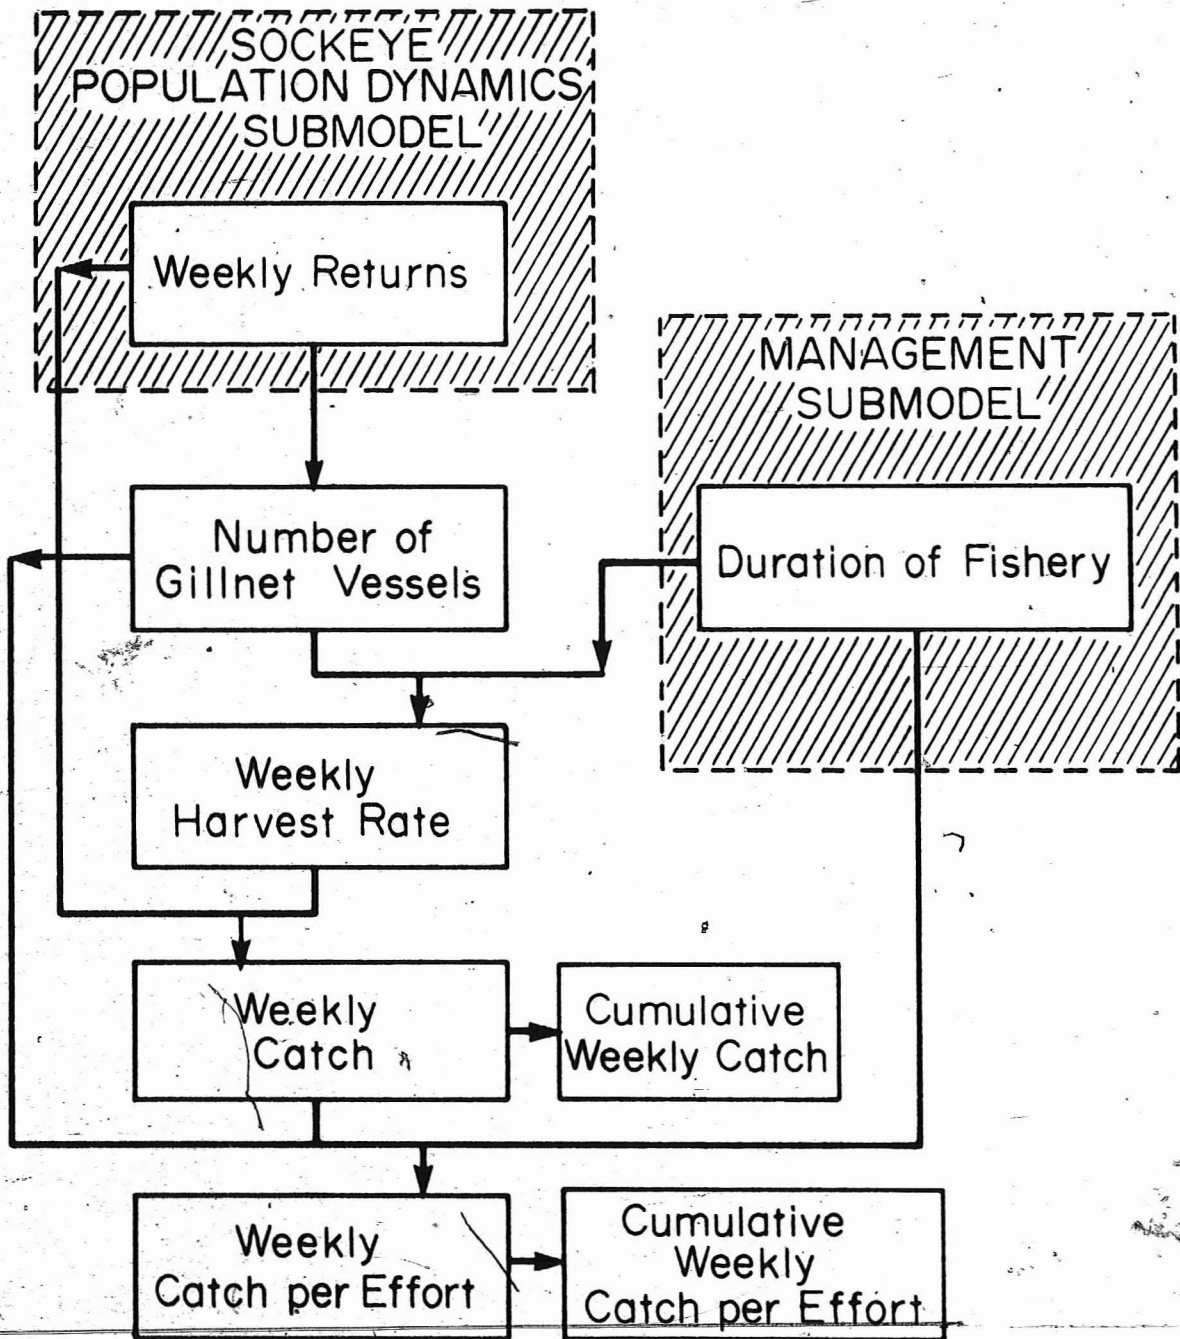 SOCKEYE
POPULATION DYNAMICS
SUBMODEL
Weekly Returns
MANAGEMENT
SUBMODEL
Number of
Gillnet Vessels
Duration of Fishery
Weekly
Harvest Rate
Weekly
Catch
Cumulative
Weekly Catch
Weekly
Catch per Effort
Cumulative
Weekly
Catch per Effort